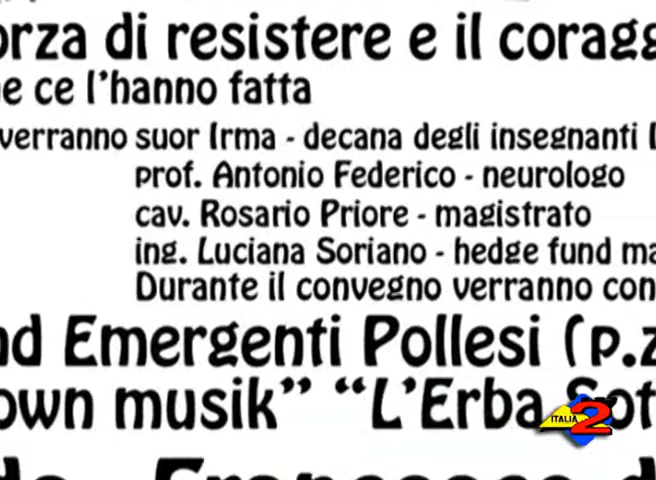 orza di resistere e il coragg
e ce l'hanno fatta
verranno suor Irma - decana degli insegnanti
prof. Antonio Federico - neurologo
cav. Rosario Priore - magistrato
ing. Luciana Soriano - hedge fund ma
Durante il convegno verranno con
nd Emergenti Pollesi (p.z
own musik” “L'Erba Sot
ITALIA 2